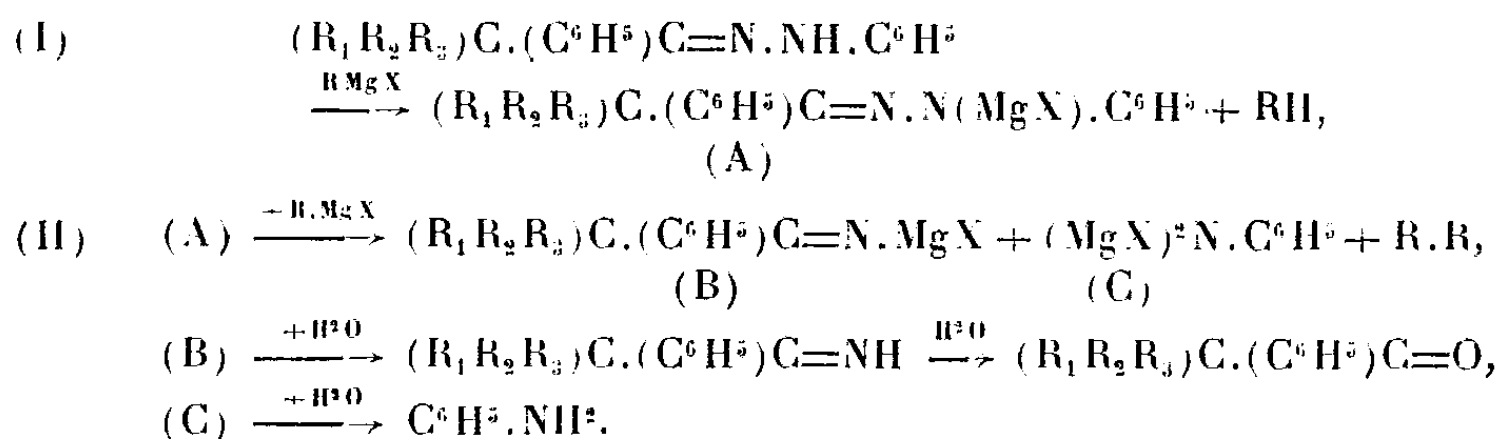 (I) (R₁R₂R₃)C.(C⁶H⁵)C=N.NH.C⁶H⁵
RMgX → (R₁R₂R₃)C.(C⁶H⁵)C=N.N(MgX).C⁶H⁵ + RH,
(A)
(II) (A) −R.MgX → (R₁R₂R₃)C.(C⁶H⁵)C=N.MgX + (MgX)²N.C⁶H⁵ + R.R,
(B) (C)
(B) +H²O → (R₁R₂R₃)C.(C⁶H⁵)C=NH H²O → (R₁R₂R₃)C.(C⁶H⁵)C=O,
(C) +H²O → C⁶H⁵.NH².